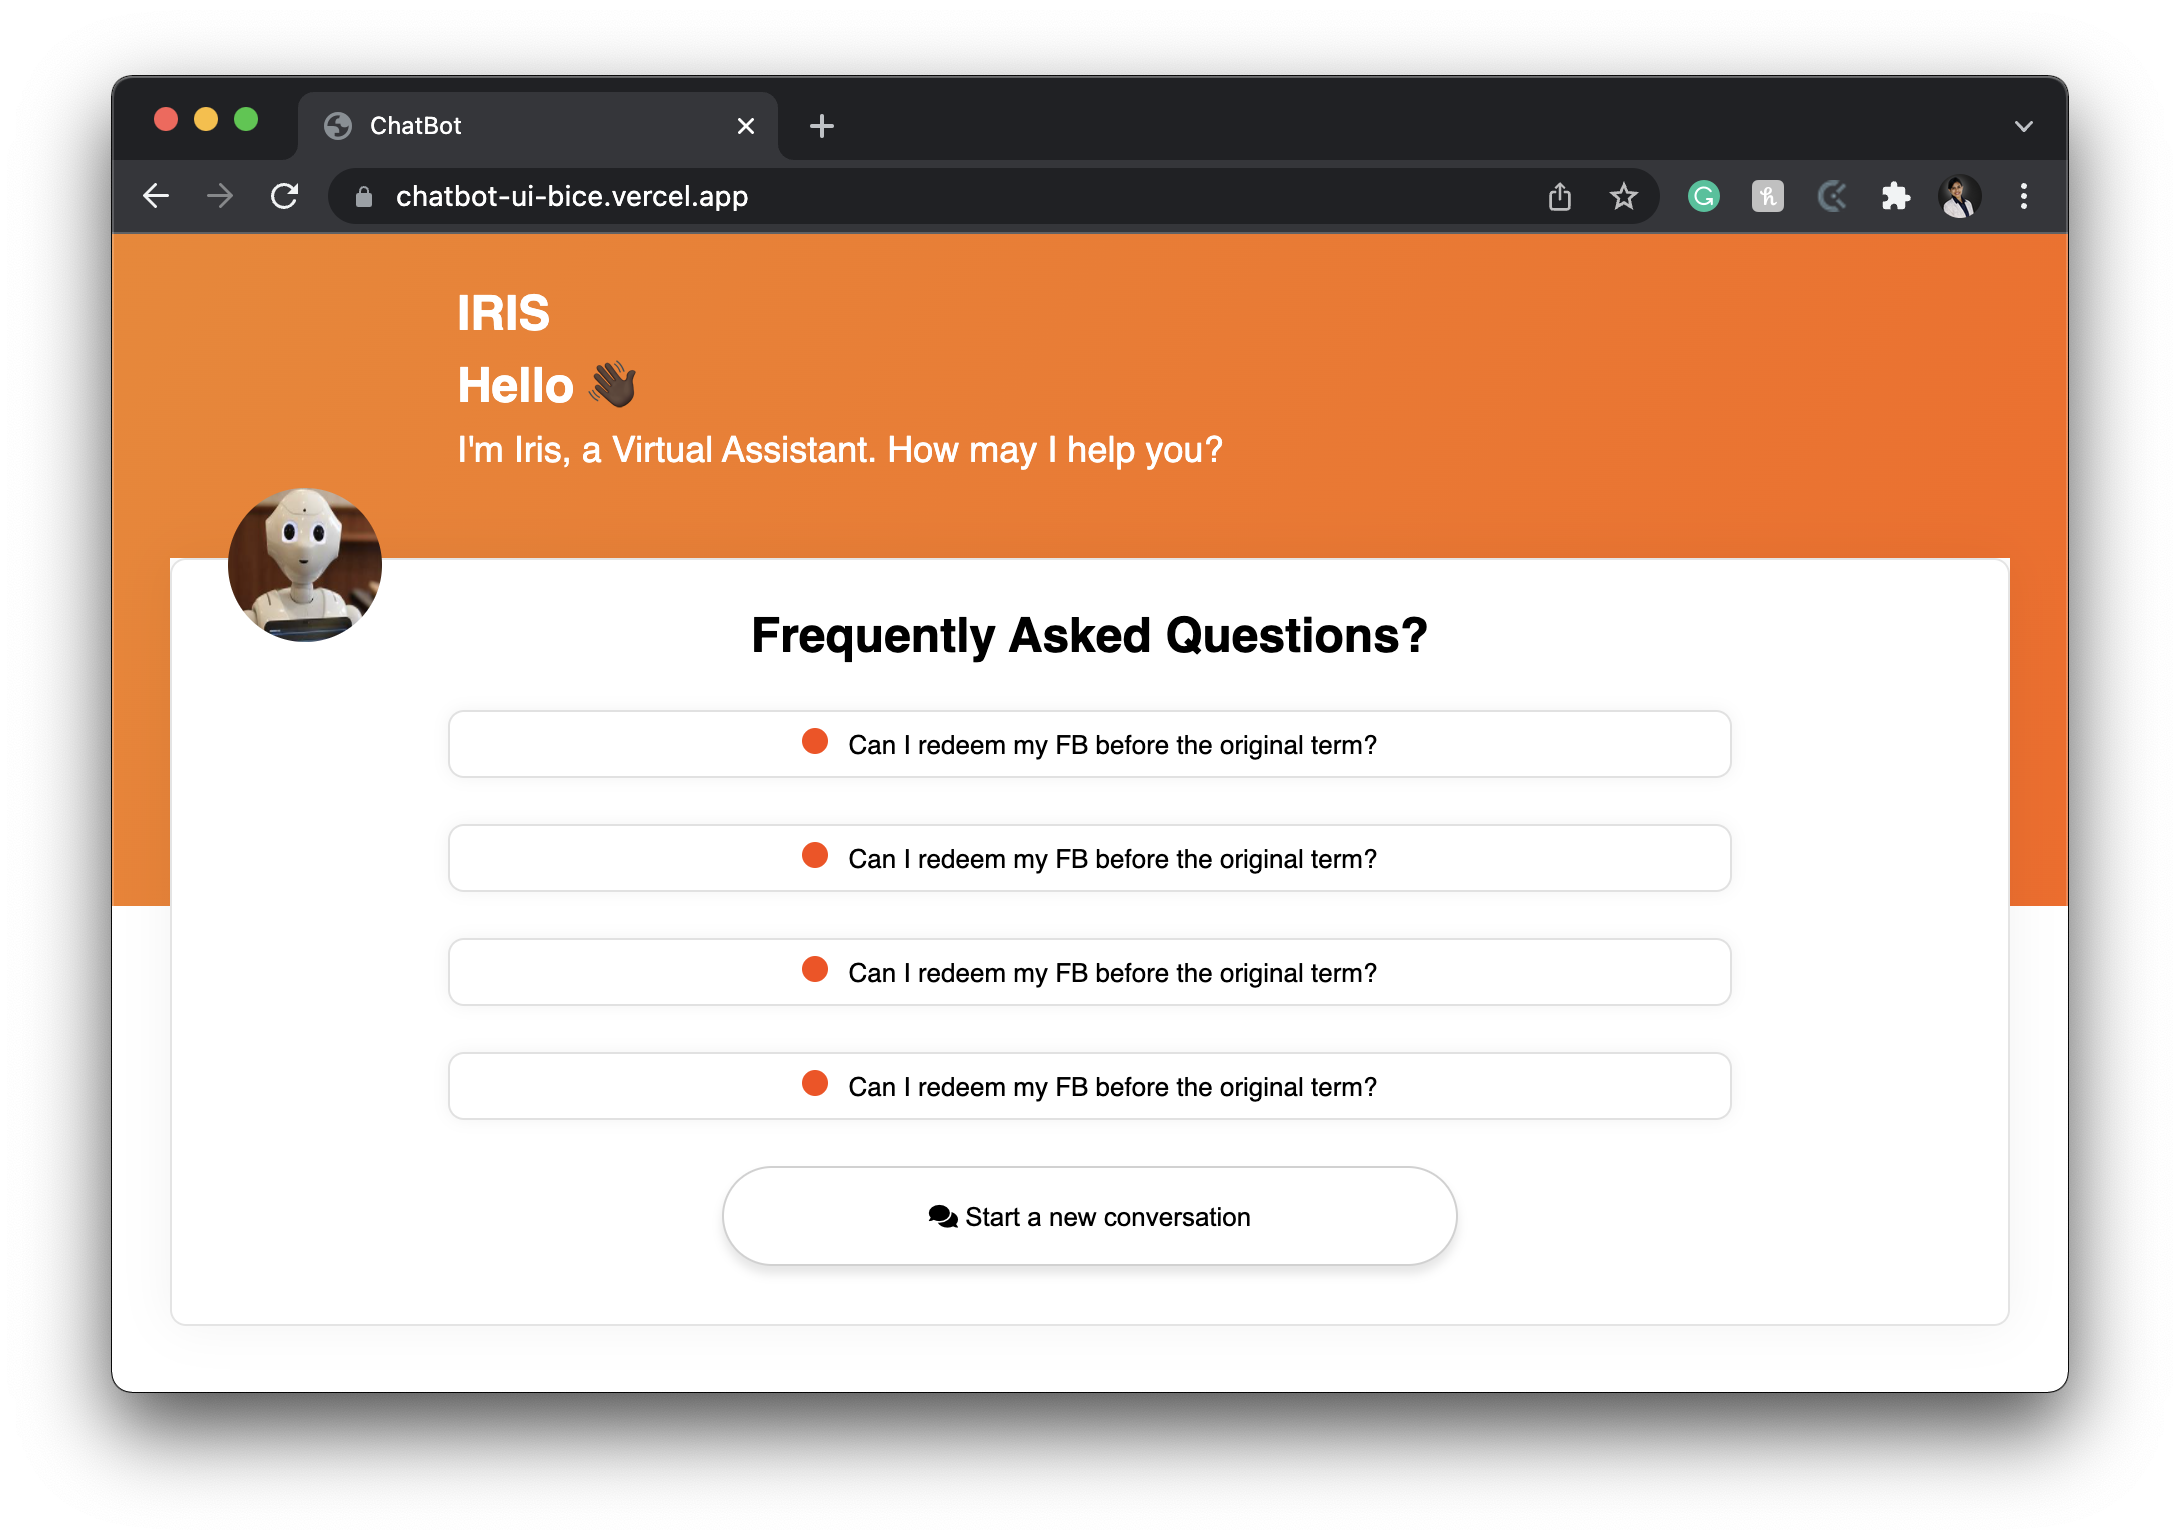 ChatBot
chatbot-ui-bice.vercel.app
IRIS
Hello 👋🏿
I'm Iris, a Virtual Assistant. How may I help you?
Frequently Asked Questions?
Can I redeem my FB before the original term?
Can I redeem my FB before the original term?
Can I redeem my FB before the original term?
Can I redeem my FB before the original term?
Start a new conversation